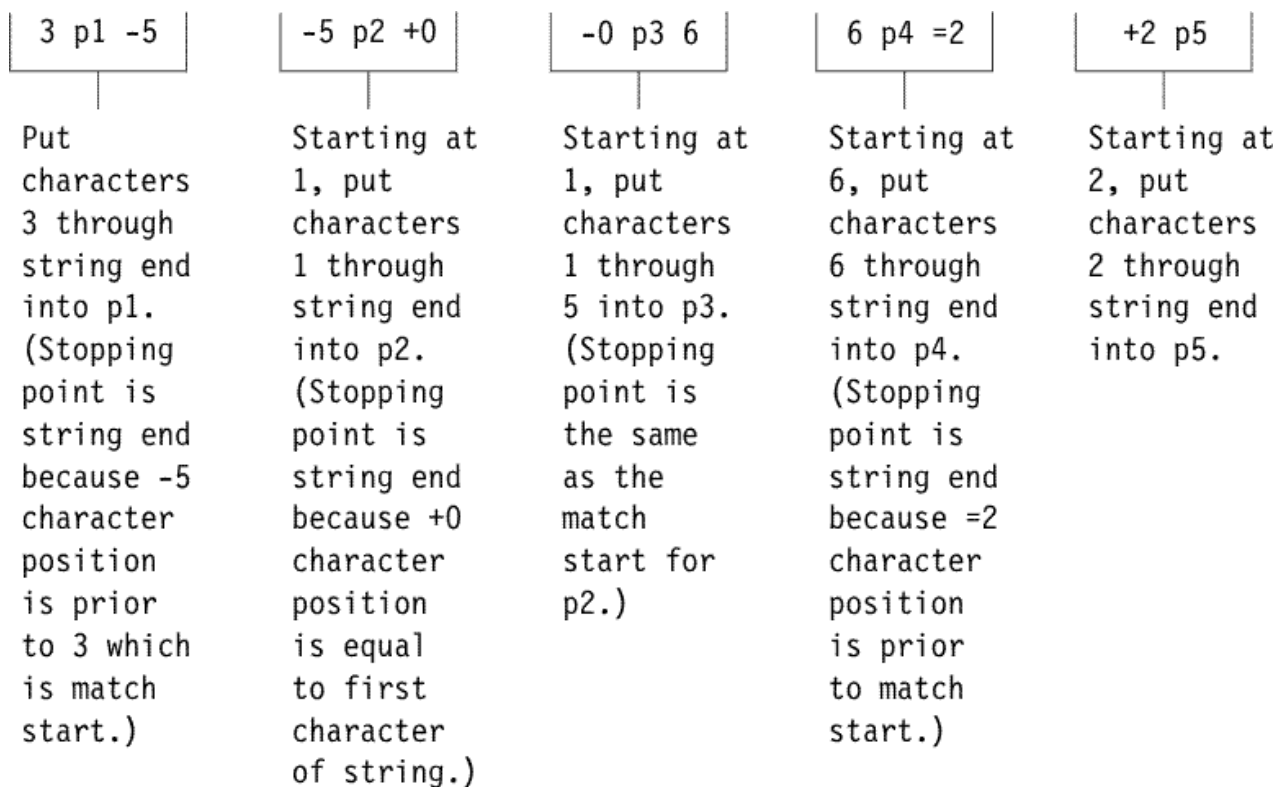 3 p1 -5
Put
characters
3 through
string end
into p1.
(Stopping
point is
string end
because -5
character
position
is prior
to 3 which
is match
start.)
-5 p2 +0
Starting at
1, put
characters
1 through
string end
into p2.
(Stopping
point is
string end
because +0
character
position
is equal
to first
character
of string.)
-0 p3 6
Starting at
1, put
characters
1 through
5 into p3.
(Stopping
point is
the same
as the
match
start for
p2.)
6 p4 =2
Starting at
6, put
characters
6 through
string end
into p4.
(Stopping
point is
string end
because =2
character
position
is prior
to match
start.)
+2 p5
Starting at
2, put
characters
2 through
string end
into p5.